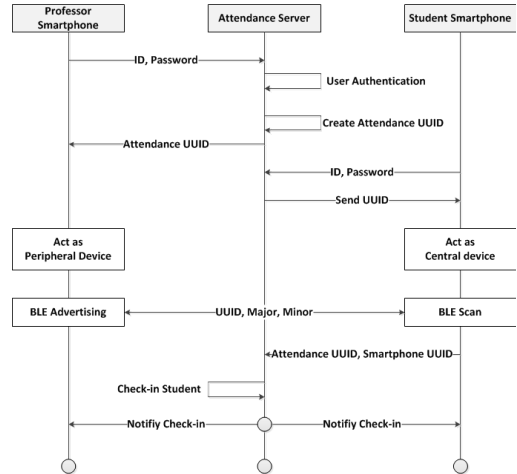 Professor
Smartphone
Attendance Server
Student Smartphone
ID, Password
User Authentication
Create Attendance UUID
Attendance UUID
ID, Password
Send UUID
Act as
Peripheral Device
Act as
Central device
BLE Advertising
UUID, Major, Minor
BLE Scan
Attendance UUID, Smartphone UUID
Check-in Student
Notifiy Check-in
Notifiy Check-in